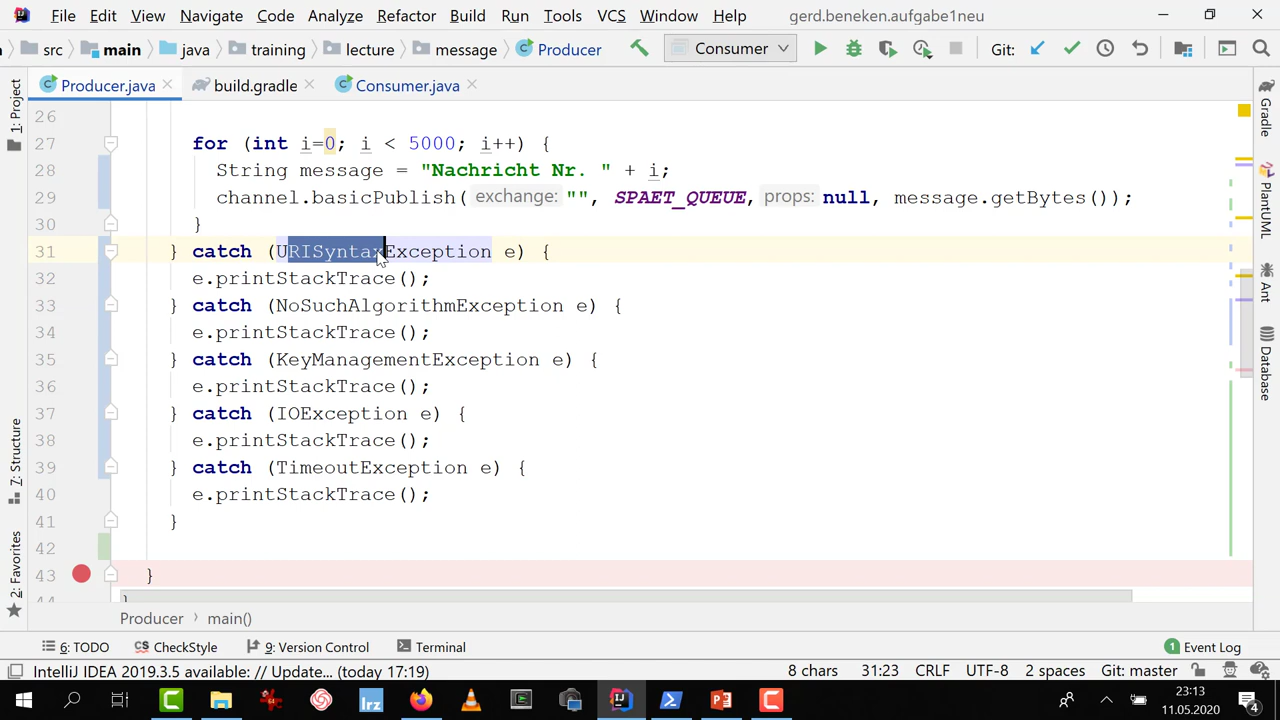 File Edit View Navigate Code Analyze Refactor Build Run Tools VCS Window Help gerd.beneken.aufgabe1neu
src main java training lecture message Producer Consumer Git:
Producer.java build.gradle Consumer.java
1: Project
Z: Structure
2: Favorites
Gradle
PlantUML
Ant
Database
26
27 for (int i=0; i < 5000; i++) {
28 String message = "Nachricht Nr. " + i;
29 channel.basicPublish( exchange: "", SPAET_QUEUE, props: null, message.getBytes());
30 }
31 } catch (URISyntaxException e) {
32 e.printStackTrace();
33 } catch (NoSuchAlgorithmException e) {
34 e.printStackTrace();
35 } catch (KeyManagementException e) {
36 e.printStackTrace();
37 } catch (IOException e) {
38 e.printStackTrace();
39 } catch (TimeoutException e) {
40 e.printStackTrace();
41 }
42
43 }
44 }
Producer › main()
6: TODO CheckStyle 9: Version Control Terminal 1 Event Log
IntelliJ IDEA 2019.3.5 available: // Update... (today 17:19) 8 chars 31:23 CRLF UTF-8 2 spaces Git: master
lrz 23:13
11.05.2020 4